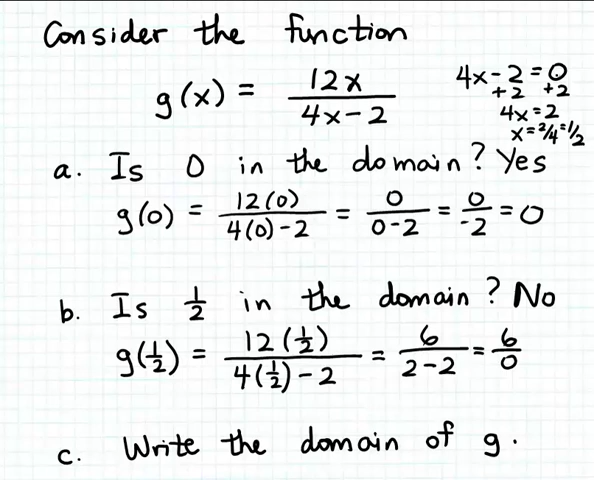 Consider the function
g(x) = 12x / 4x-2
4x-2=0
+2 +2
4x=2
x=2/4=1/2
a. Is 0 in the domain? Yes
g(0) = 12(0) / 4(0)-2 = 0 / 0-2 = 0/-2 = 0
b. Is 1/2 in the domain? No
g(1/2) = 12(1/2) / 4(1/2)-2 = 6 / 2-2 = 6/0
c. Write the domain of g.